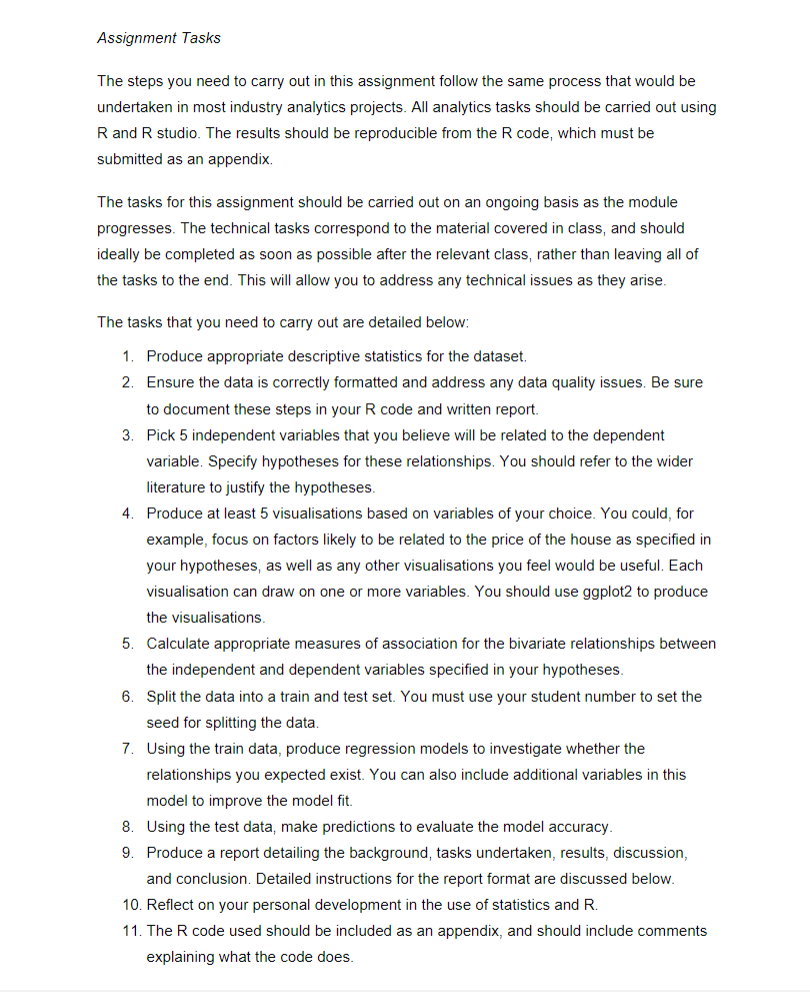 Assignment Tasks
The steps you need to carry out in this assignment follow the same process that would be
undertaken in most industry analytics projects. All analytics tasks should be carried out using
R and R studio. The results should be reproducible from the R code, which must be
submitted as an appendix.
The tasks for this assignment should be carried out on an ongoing basis as the module
progresses. The technical tasks correspond to the material covered in class, and should
ideally be completed as soon as possible after the relevant class, rather than leaving all of
the tasks to the end. This will allow you to address any technical issues as they arise.
The tasks that you need to carry out are detailed below:
1. Produce appropriate descriptive statistics for the dataset.
2. Ensure the data is correctly formatted and address any data quality issues. Be sure
to document these steps in your R code and written report.
3. Pick 5 independent variables that you believe will be related to the dependent
variable. Specify hypotheses for these relationships. You should refer to the wider
literature to justify the hypotheses.
4. Produce at least 5 visualisations based on variables of your choice. You could, for
example, focus on factors likely to be related to the price of the house as specified in
your hypotheses, as well as any other visualisations you feel would be useful. Each
visualisation can draw on one or more variables. You should use ggplot2 to produce
the visualisations.
5. Calculate appropriate measures of association for the bivariate relationships between
the independent and dependent variables specified in your hypotheses.
6. Split the data into a train and test set. You must use your student number to set the
seed for splitting the data.
7. Using the train data, produce regression models to investigate whether the
relationships you expected exist. You can also include additional variables in this
model to improve the model fit.
8. Using the test data, make predictions to evaluate the model accuracy.
9. Produce a report detailing the background, tasks undertaken, results, discussion,
and conclusion. Detailed instructions for the report format are discussed below.
10. Reflect on your personal development in the use of statistics and R.
11. The R code used should be included as an appendix, and should include comments
explaining what the code does.